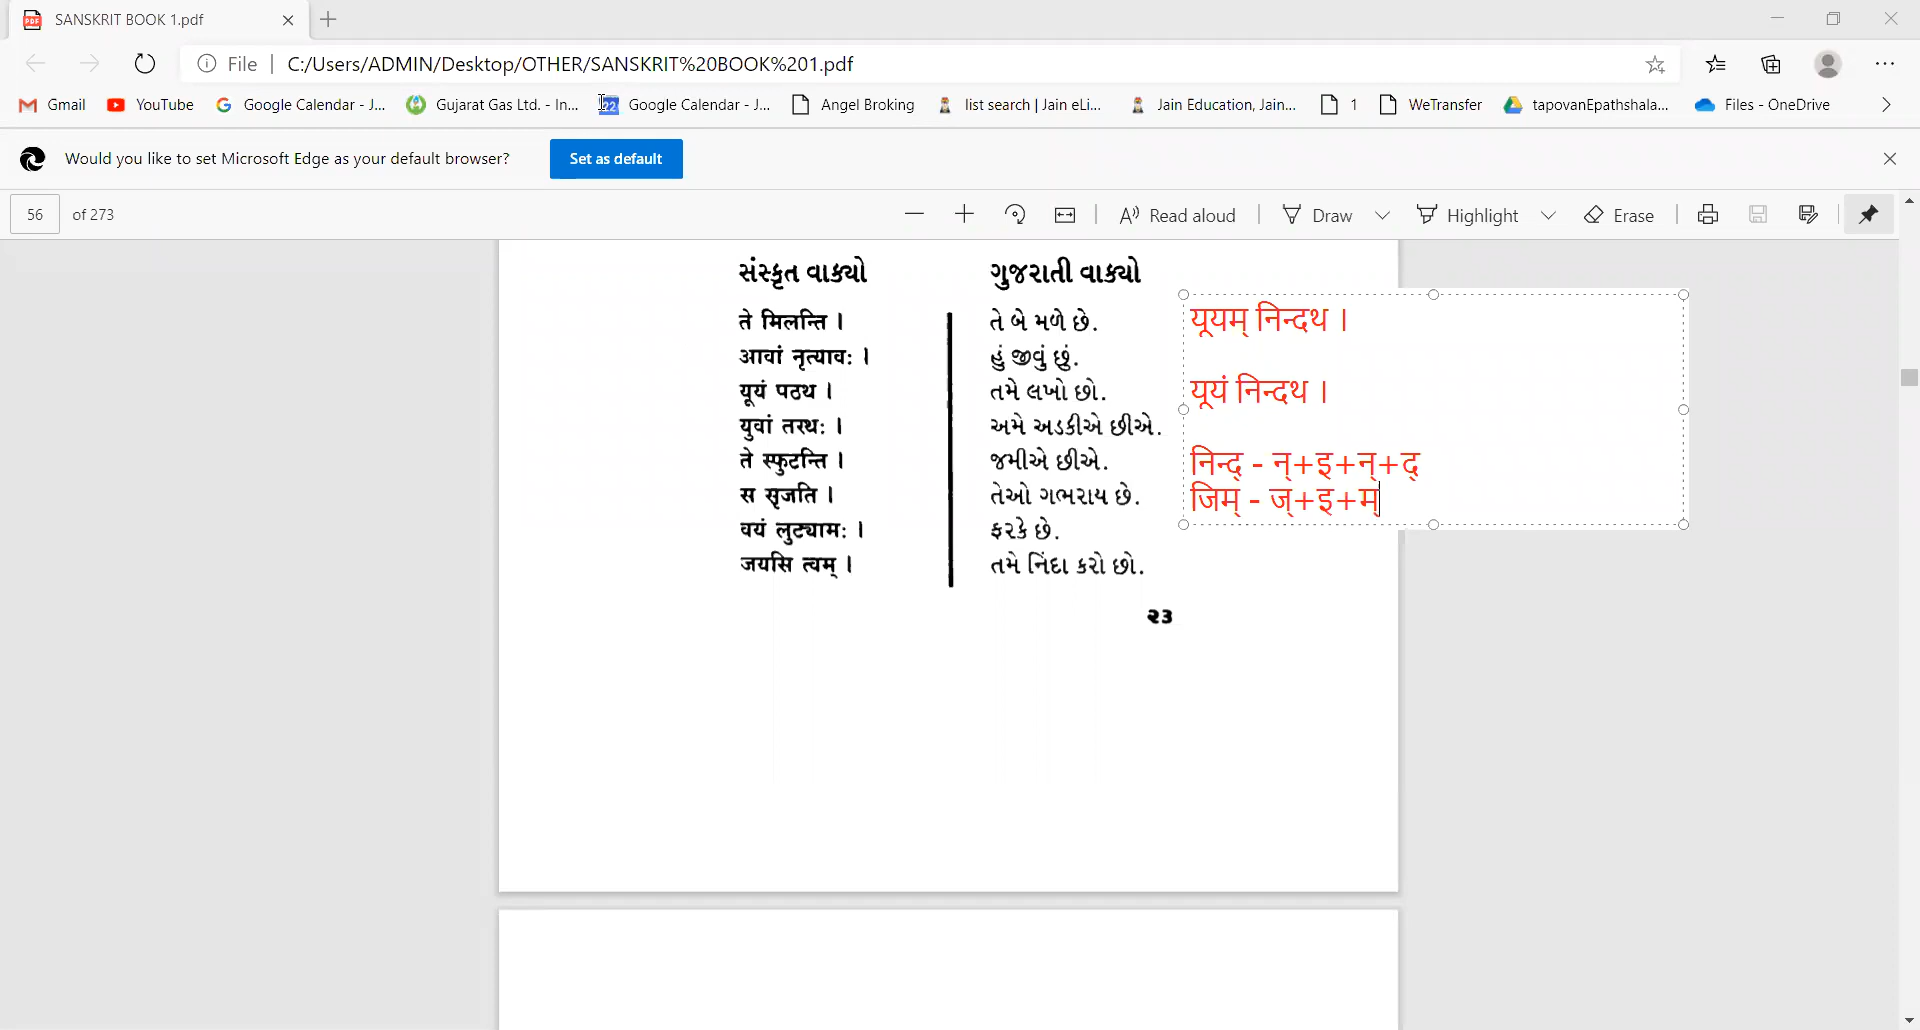 SANSKRIT BOOK 1.pdf
File | C:/Users/ADMIN/Desktop/OTHER/SANSKRIT%20BOOK%201.pdf
Gmail YouTube Google Calendar - J... Gujarat Gas Ltd. - In... 22 Google Calendar - J... Angel Broking list search | Jain eLi... Jain Education, Jain... 1 WeTransfer tapovanEpathshala... Files - OneDrive
Would you like to set Microsoft Edge as your default browser? Set as default
56 of 273 Read aloud Draw Highlight Erase
સંસ્કૃત વાક્યો
ते मिलन्ति ।
आवां नृत्यावः ।
यूयं पठथ ।
युवां तरथः ।
ते स्फुटन्ति ।
स सृजति ।
वयं लुट्यामः ।
जयसि त्वम् ।
ગુજરાતી વાક્યો
તે બે મળે છે.
હું જીવું છું.
તમે લખો છો.
અમે અડકીએ છીએ.
જમીએ છીએ.
તેઓ ગભરાય છે.
ફરકે છે.
તમે નિંદા કરો છો.
૨૩
यूयम् निन्दथ ।
यूयं निन्दथ ।
निन्द् - न्+इ+न्+द्
जिम् - ज्+इ+म्